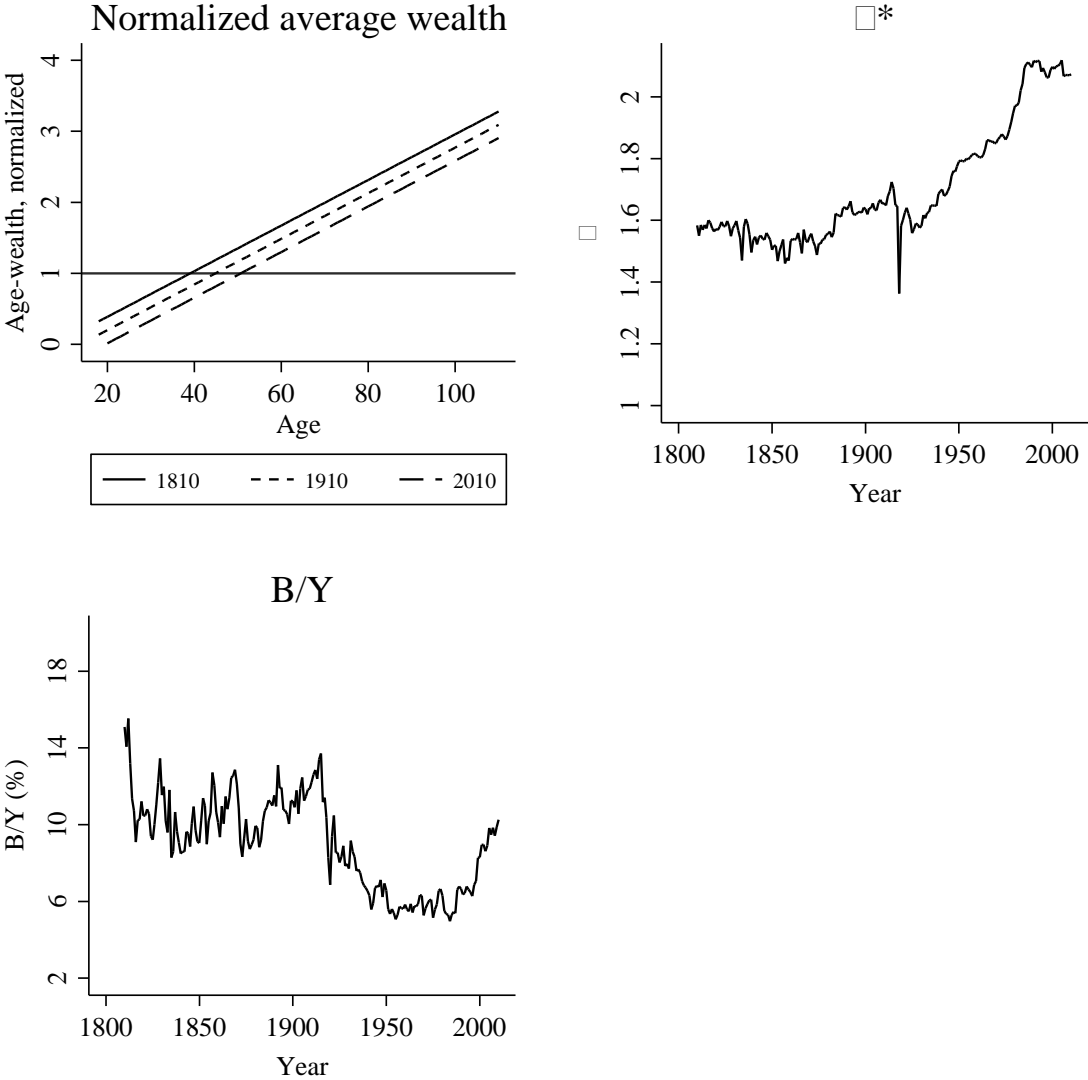 Normalized average wealth
Age-wealth, normalized
4
3
2
1
0
20 40 60 80 100
Age
1810 1910 2010
□*
□
2
1.8
1.6
1.4
1.2
1
1800 1850 1900 1950 2000
Year
B/Y
B/Y (%)
18
14
10
6
2
1800 1850 1900 1950 2000
Year